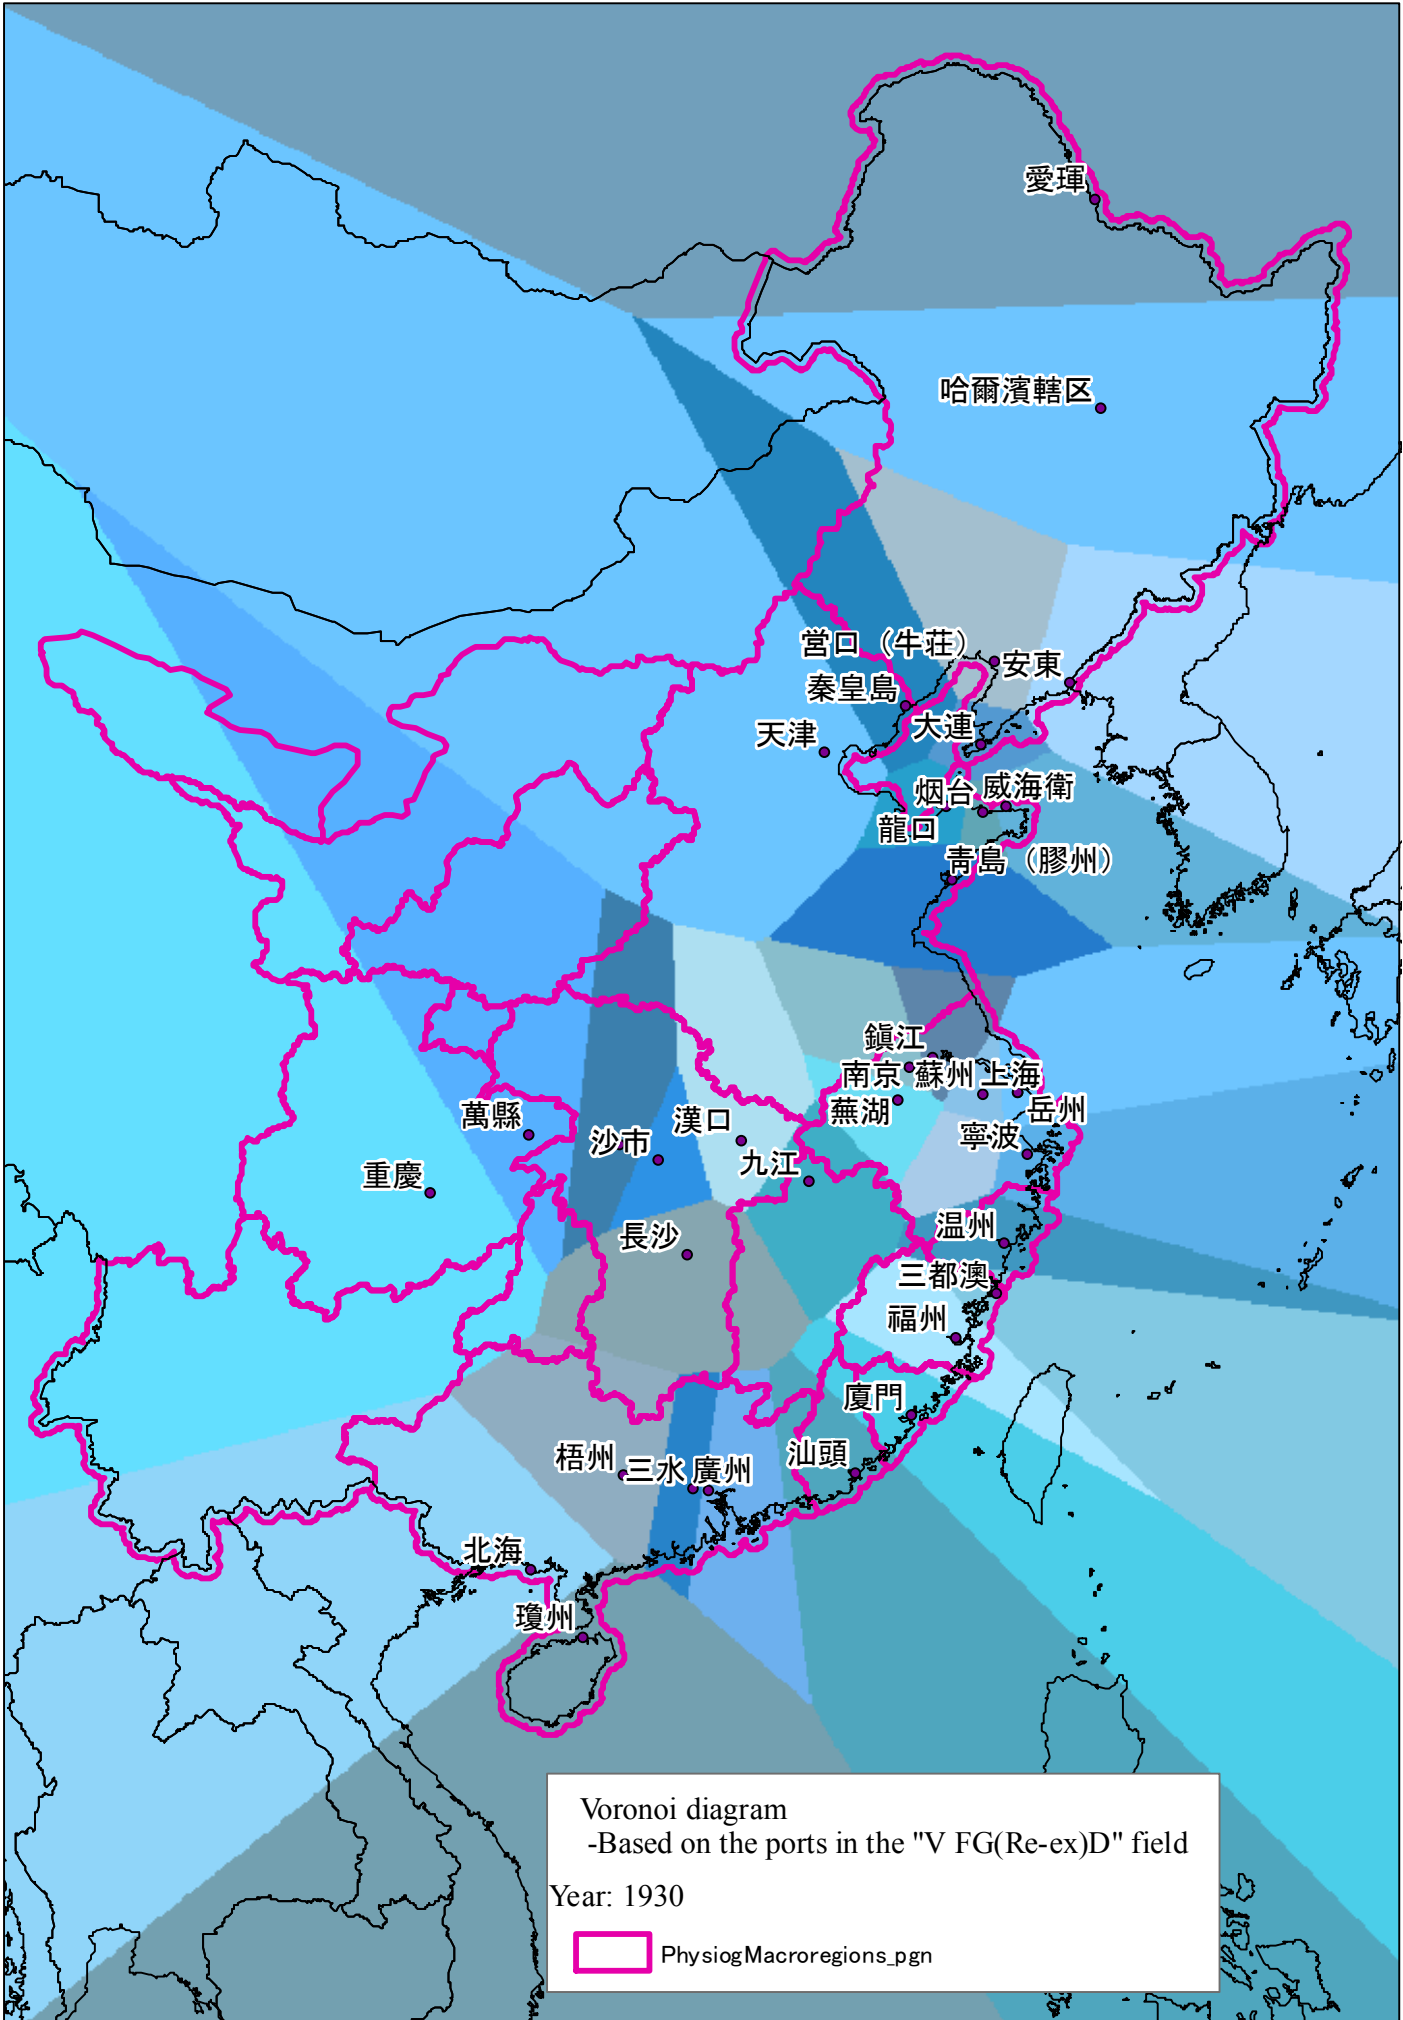 愛琿
哈爾濱轄区
営口（牛荘）
安東
秦皇島
大連
天津
烟台
威海衛
龍口
青島（膠州）
鎭江
南京
蘇州
上海
蕪湖
岳州
萬縣
漢口
沙市
寧波
九江
重慶
長沙
温州
三都澳
福州
廈門
梧州
三水
廣州
汕頭
北海
瓊州
Voronoi diagram
-Based on the ports in the "V FG(Re-ex)D" field
Year: 1930
PhysiogMacroregions_pgn